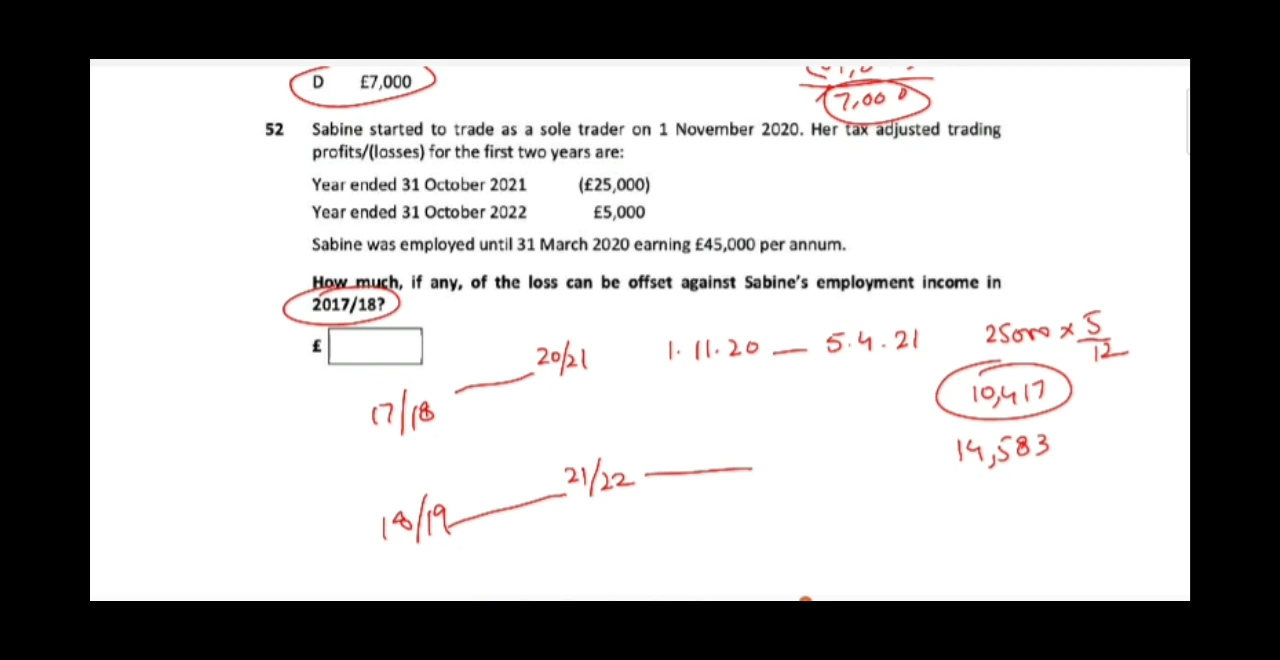 D £7,000
7,000
52 Sabine started to trade as a sole trader on 1 November 2020. Her tax adjusted trading
profits/(losses) for the first two years are:
Year ended 31 October 2021 (£25,000)
Year ended 31 October 2022 £5,000
Sabine was employed until 31 March 2020 earning £45,000 per annum.
How much, if any, of the loss can be offset against Sabine's employment income in
2017/18?
£
20/21 1.11.20 — 5.4.21 25000 × 5/12
17/18 10,417
14,583
21/22
18/19